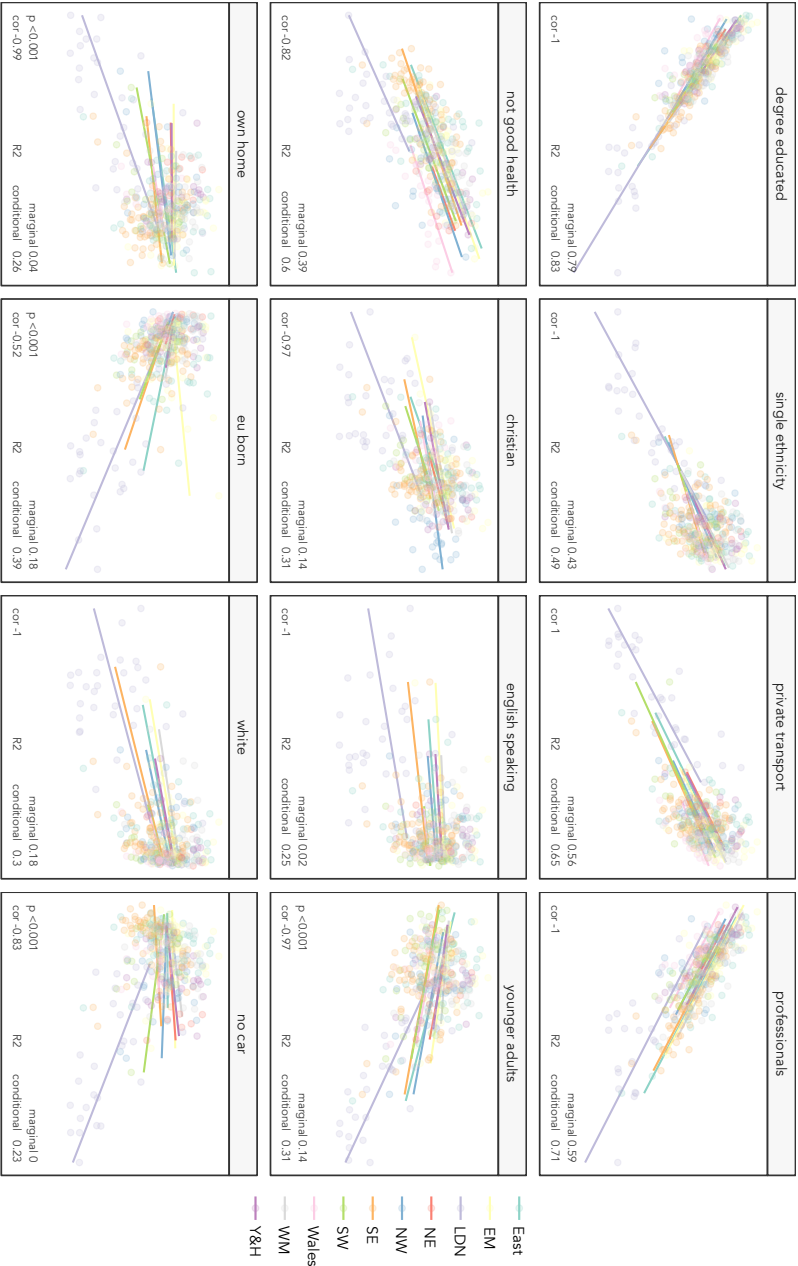 degree educated
marginal 0.79
cor -1 R2 conditional 0.83
single ethnicity
marginal 0.43
cor -1 R2 conditional 0.49
private transport
marginal 0.56
cor 1 R2 conditional 0.65
professionals
marginal 0.59
cor -1 R2 conditional 0.71
not good health
marginal 0.39
cor -0.82 R2 conditional 0.6
christian
marginal 0.14
cor -0.97 R2 conditional 0.31
english speaking
marginal 0.02
cor -1 R2 conditional 0.25
younger adults
p <0.001 marginal 0.14
cor -0.97 R2 conditional 0.31
own home
p <0.001 marginal 0.04
cor -0.99 R2 conditional 0.26
eu born
p <0.001 marginal 0.18
cor -0.52 R2 conditional 0.39
white
marginal 0.18
cor -1 R2 conditional 0.3
no car
p <0.001 marginal 0
cor -0.83 R2 conditional 0.23
East
EM
LDN
NE
NW
SE
SW
Wales
WM
Y&H